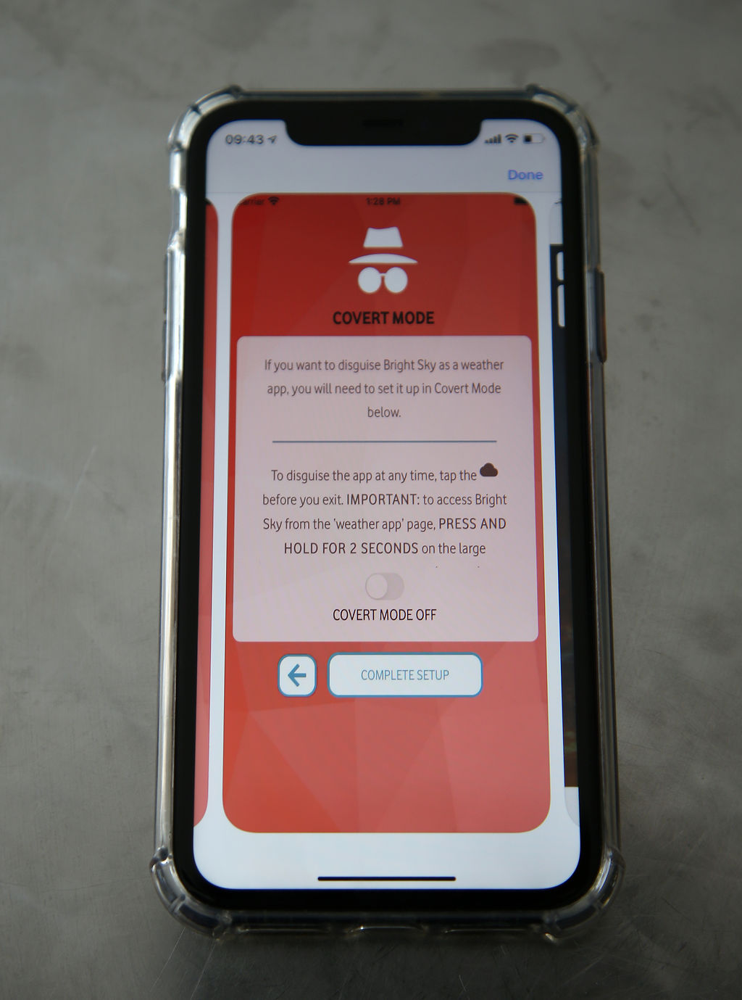 09:43
Done
1:28 PM
COVERT MODE
If you want to disguise Bright Sky as a weather
app, you will need to set it up in Covert Mode
below.
To disguise the app at any time, tap the
before you exit. IMPORTANT: to access Bright
Sky from the 'weather app' page, PRESS AND
HOLD FOR 2 SECONDS on the large
COVERT MODE OFF
COMPLETE SETUP